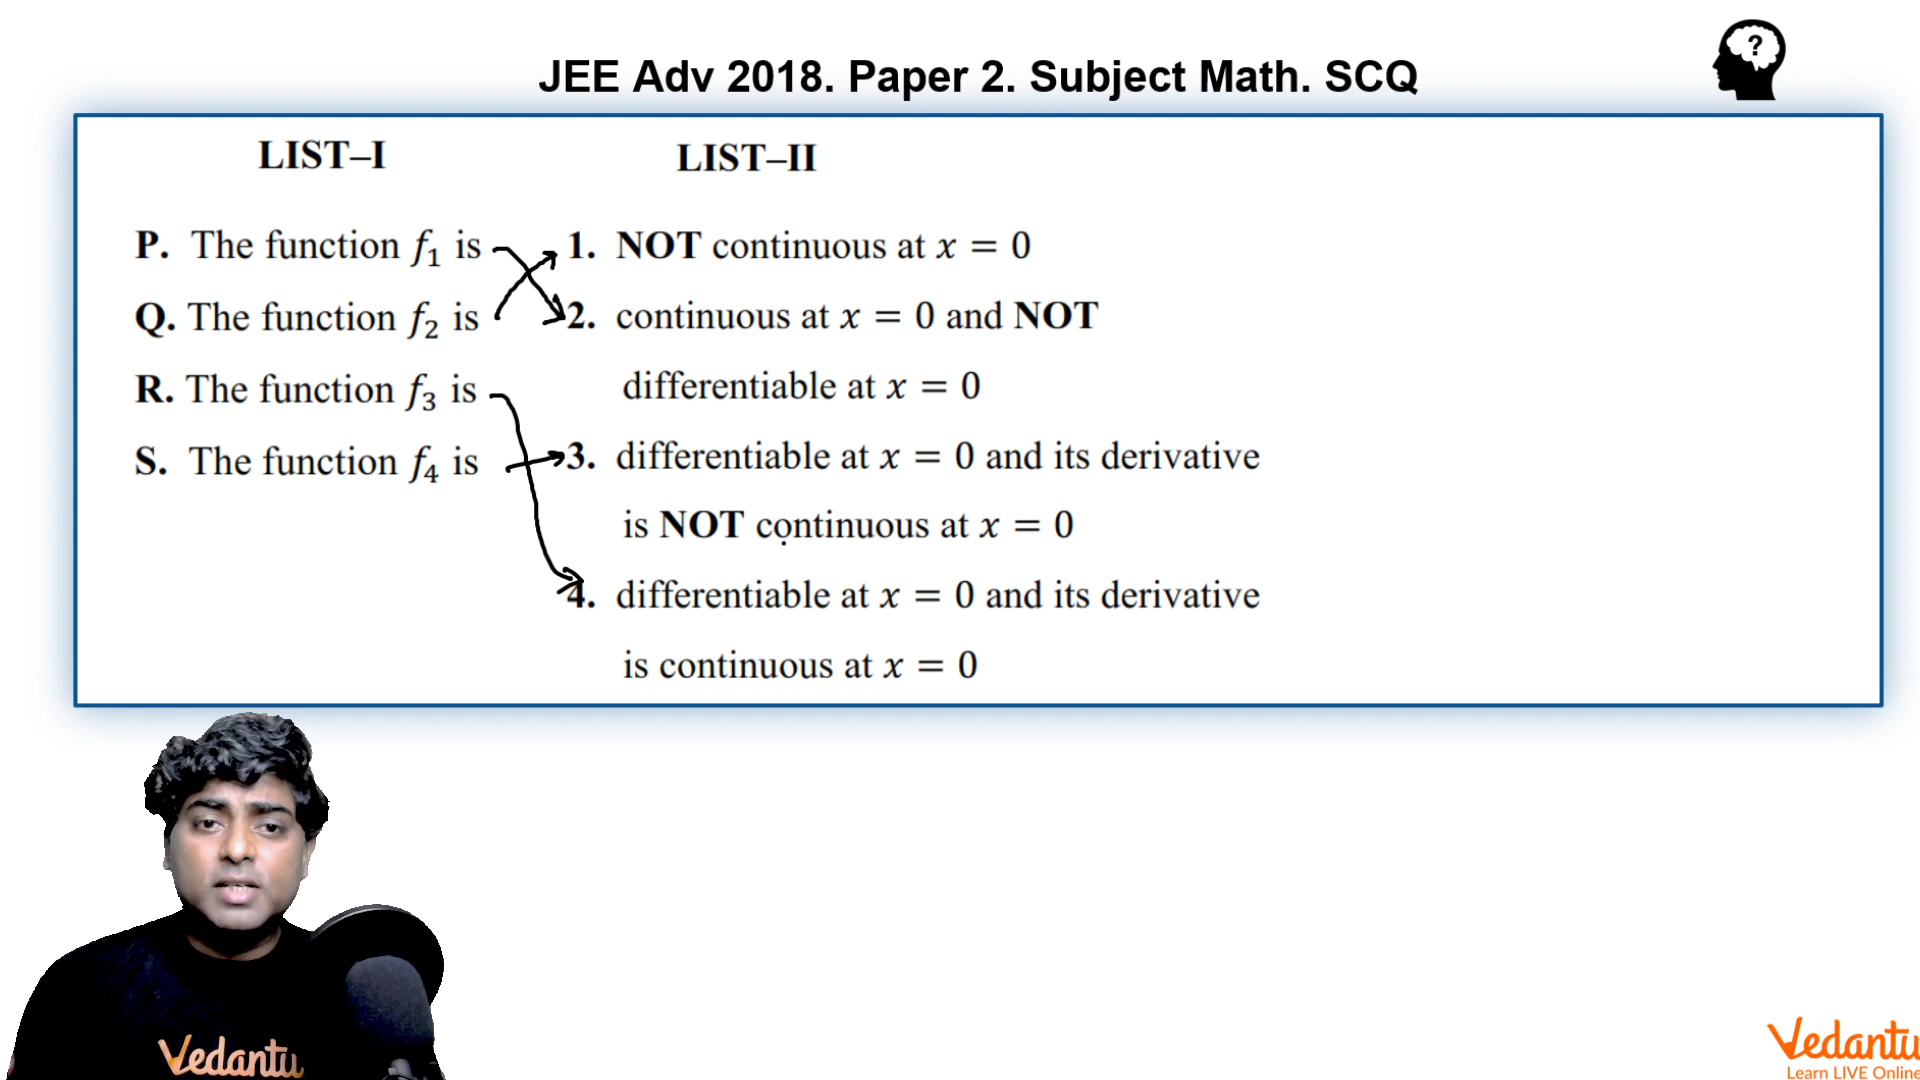 JEE Adv 2018. Paper 2. Subject Math. SCQ
?
LIST–I
LIST–II
P. The function f₁ is
1. NOT continuous at x = 0
Q. The function f₂ is
2. continuous at x = 0 and NOT
differentiable at x = 0
R. The function f₃ is
S. The function f₄ is
3. differentiable at x = 0 and its derivative
is NOT continuous at x = 0
4. differentiable at x = 0 and its derivative
is continuous at x = 0
Vedantu
Vedantu
Learn LIVE Online